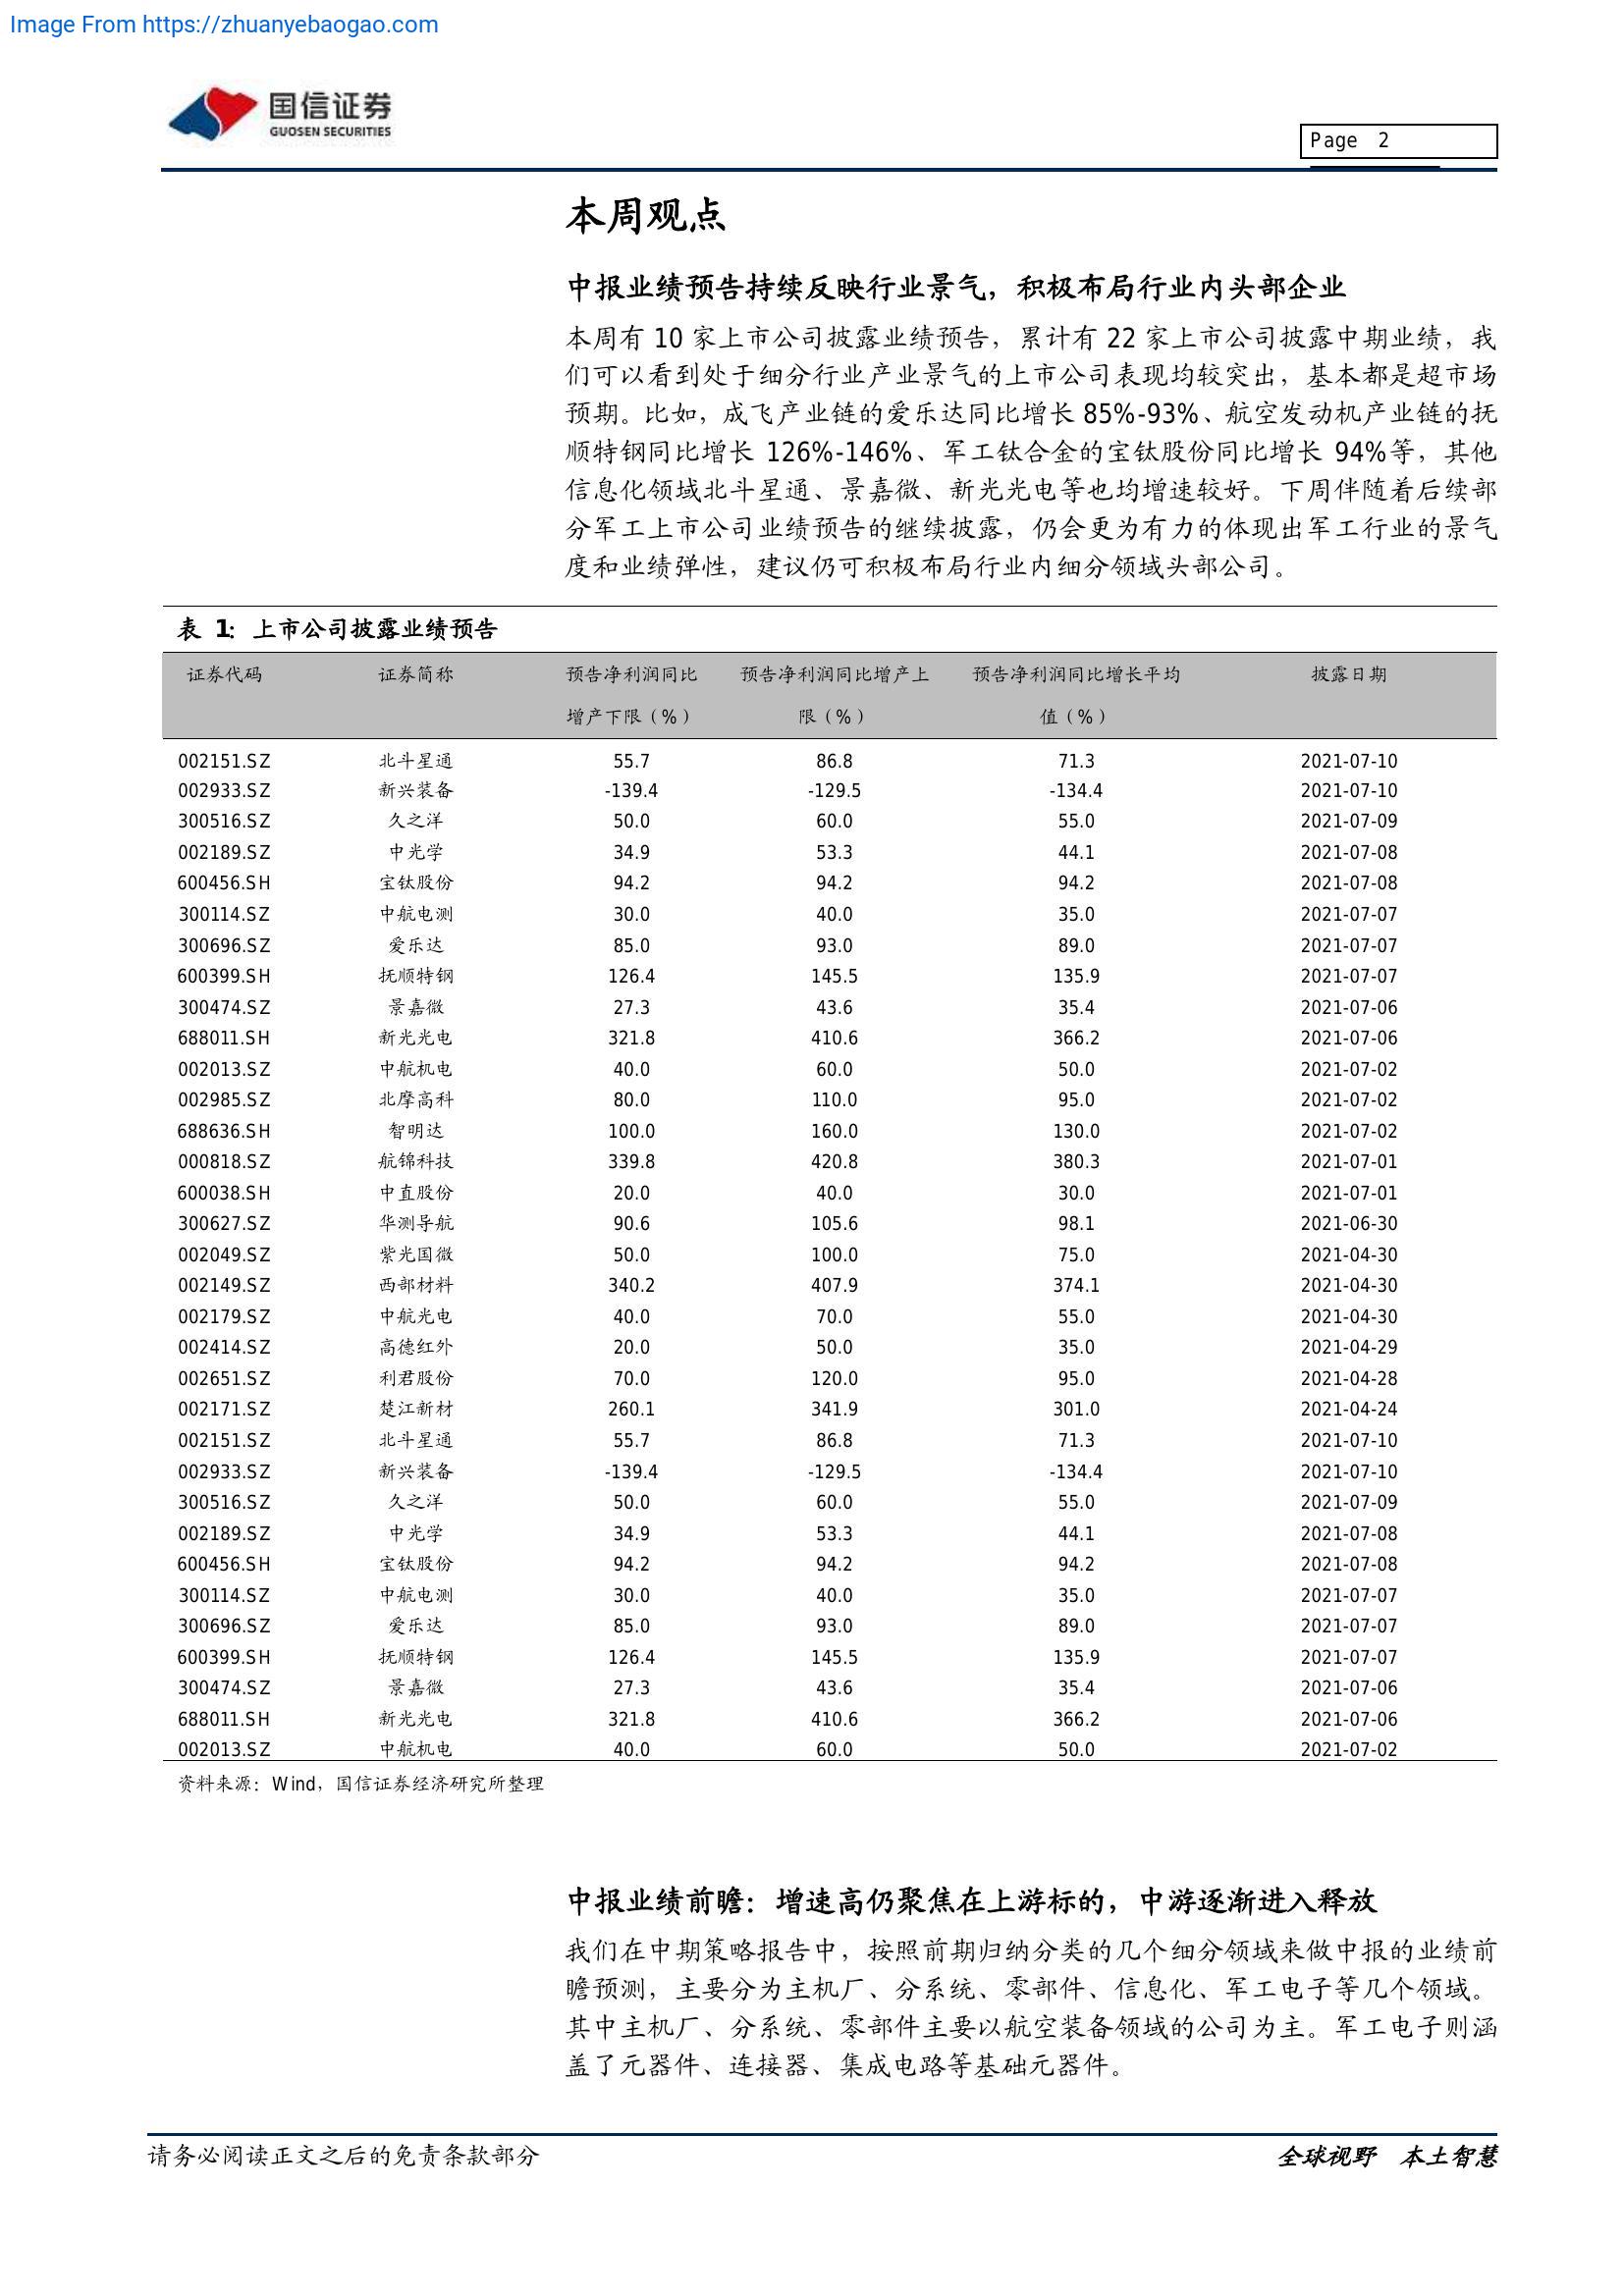 Image From https://zhuanyebaogao.com
国信证券
GUOSEN SECURITIES
Page 2
本周观点
中报业绩预告持续反映行业景气，积极布局行业内头部企业
本周有 10 家上市公司披露业绩预告，累计有 22 家上市公司披露中期业绩，我
们可以看到处于细分行业产业景气的上市公司表现均较突出，基本都是超市场
预期。比如，成飞产业链的爱乐达同比增长 85%-93%、航空发动机产业链的抚
顺特钢同比增长 126%-146%、军工钛合金的宝钛股份同比增长 94%等，其他
信息化领域北斗星通、景嘉微、新光光电等也均增速较好。下周伴随着后续部
分军工上市公司业绩预告的继续披露，仍会更为有力的体现出军工行业的景气
度和业绩弹性，建议仍可积极布局行业内细分领域头部公司。
表 1：上市公司披露业绩预告
证券代码 证券简称 预告净利润同比 预告净利润同比增产上 预告净利润同比增长平均 披露日期
增产下限（%） 限（%） 值（%）
002151.SZ 北斗星通 55.7 86.8 71.3 2021-07-10
002933.SZ 新兴装备 -139.4 -129.5 -134.4 2021-07-10
300516.SZ 久之洋 50.0 60.0 55.0 2021-07-09
002189.SZ 中光学 34.9 53.3 44.1 2021-07-08
600456.SH 宝钛股份 94.2 94.2 94.2 2021-07-08
300114.SZ 中航电测 30.0 40.0 35.0 2021-07-07
300696.SZ 爱乐达 85.0 93.0 89.0 2021-07-07
600399.SH 抚顺特钢 126.4 145.5 135.9 2021-07-07
300474.SZ 景嘉微 27.3 43.6 35.4 2021-07-06
688011.SH 新光光电 321.8 410.6 366.2 2021-07-06
002013.SZ 中航机电 40.0 60.0 50.0 2021-07-02
002985.SZ 北摩高科 80.0 110.0 95.0 2021-07-02
688636.SH 智明达 100.0 160.0 130.0 2021-07-02
000818.SZ 航锦科技 339.8 420.8 380.3 2021-07-01
600038.SH 中直股份 20.0 40.0 30.0 2021-07-01
300627.SZ 华测导航 90.6 105.6 98.1 2021-06-30
002049.SZ 紫光国微 50.0 100.0 75.0 2021-04-30
002149.SZ 西部材料 340.2 407.9 374.1 2021-04-30
002179.SZ 中航光电 40.0 70.0 55.0 2021-04-30
002414.SZ 高德红外 20.0 50.0 35.0 2021-04-29
002651.SZ 利君股份 70.0 120.0 95.0 2021-04-28
002171.SZ 楚江新材 260.1 341.9 301.0 2021-04-24
002151.SZ 北斗星通 55.7 86.8 71.3 2021-07-10
002933.SZ 新兴装备 -139.4 -129.5 -134.4 2021-07-10
300516.SZ 久之洋 50.0 60.0 55.0 2021-07-09
002189.SZ 中光学 34.9 53.3 44.1 2021-07-08
600456.SH 宝钛股份 94.2 94.2 94.2 2021-07-08
300114.SZ 中航电测 30.0 40.0 35.0 2021-07-07
300696.SZ 爱乐达 85.0 93.0 89.0 2021-07-07
600399.SH 抚顺特钢 126.4 145.5 135.9 2021-07-07
300474.SZ 景嘉微 27.3 43.6 35.4 2021-07-06
688011.SH 新光光电 321.8 410.6 366.2 2021-07-06
002013.SZ 中航机电 40.0 60.0 50.0 2021-07-02
资料来源：Wind，国信证券经济研究所整理
中报业绩前瞻：增速高仍聚焦在上游标的，中游逐渐进入释放
我们在中期策略报告中，按照前期归纳分类的几个细分领域来做中报的业绩前
瞻预测，主要分为主机厂、分系统、零部件、信息化、军工电子等几个领域。
其中主机厂、分系统、零部件主要以航空装备领域的公司为主。军工电子则涵
盖了元器件、连接器、集成电路等基础元器件。
请务必阅读正文之后的免责条款部分
全球视野 本土智慧